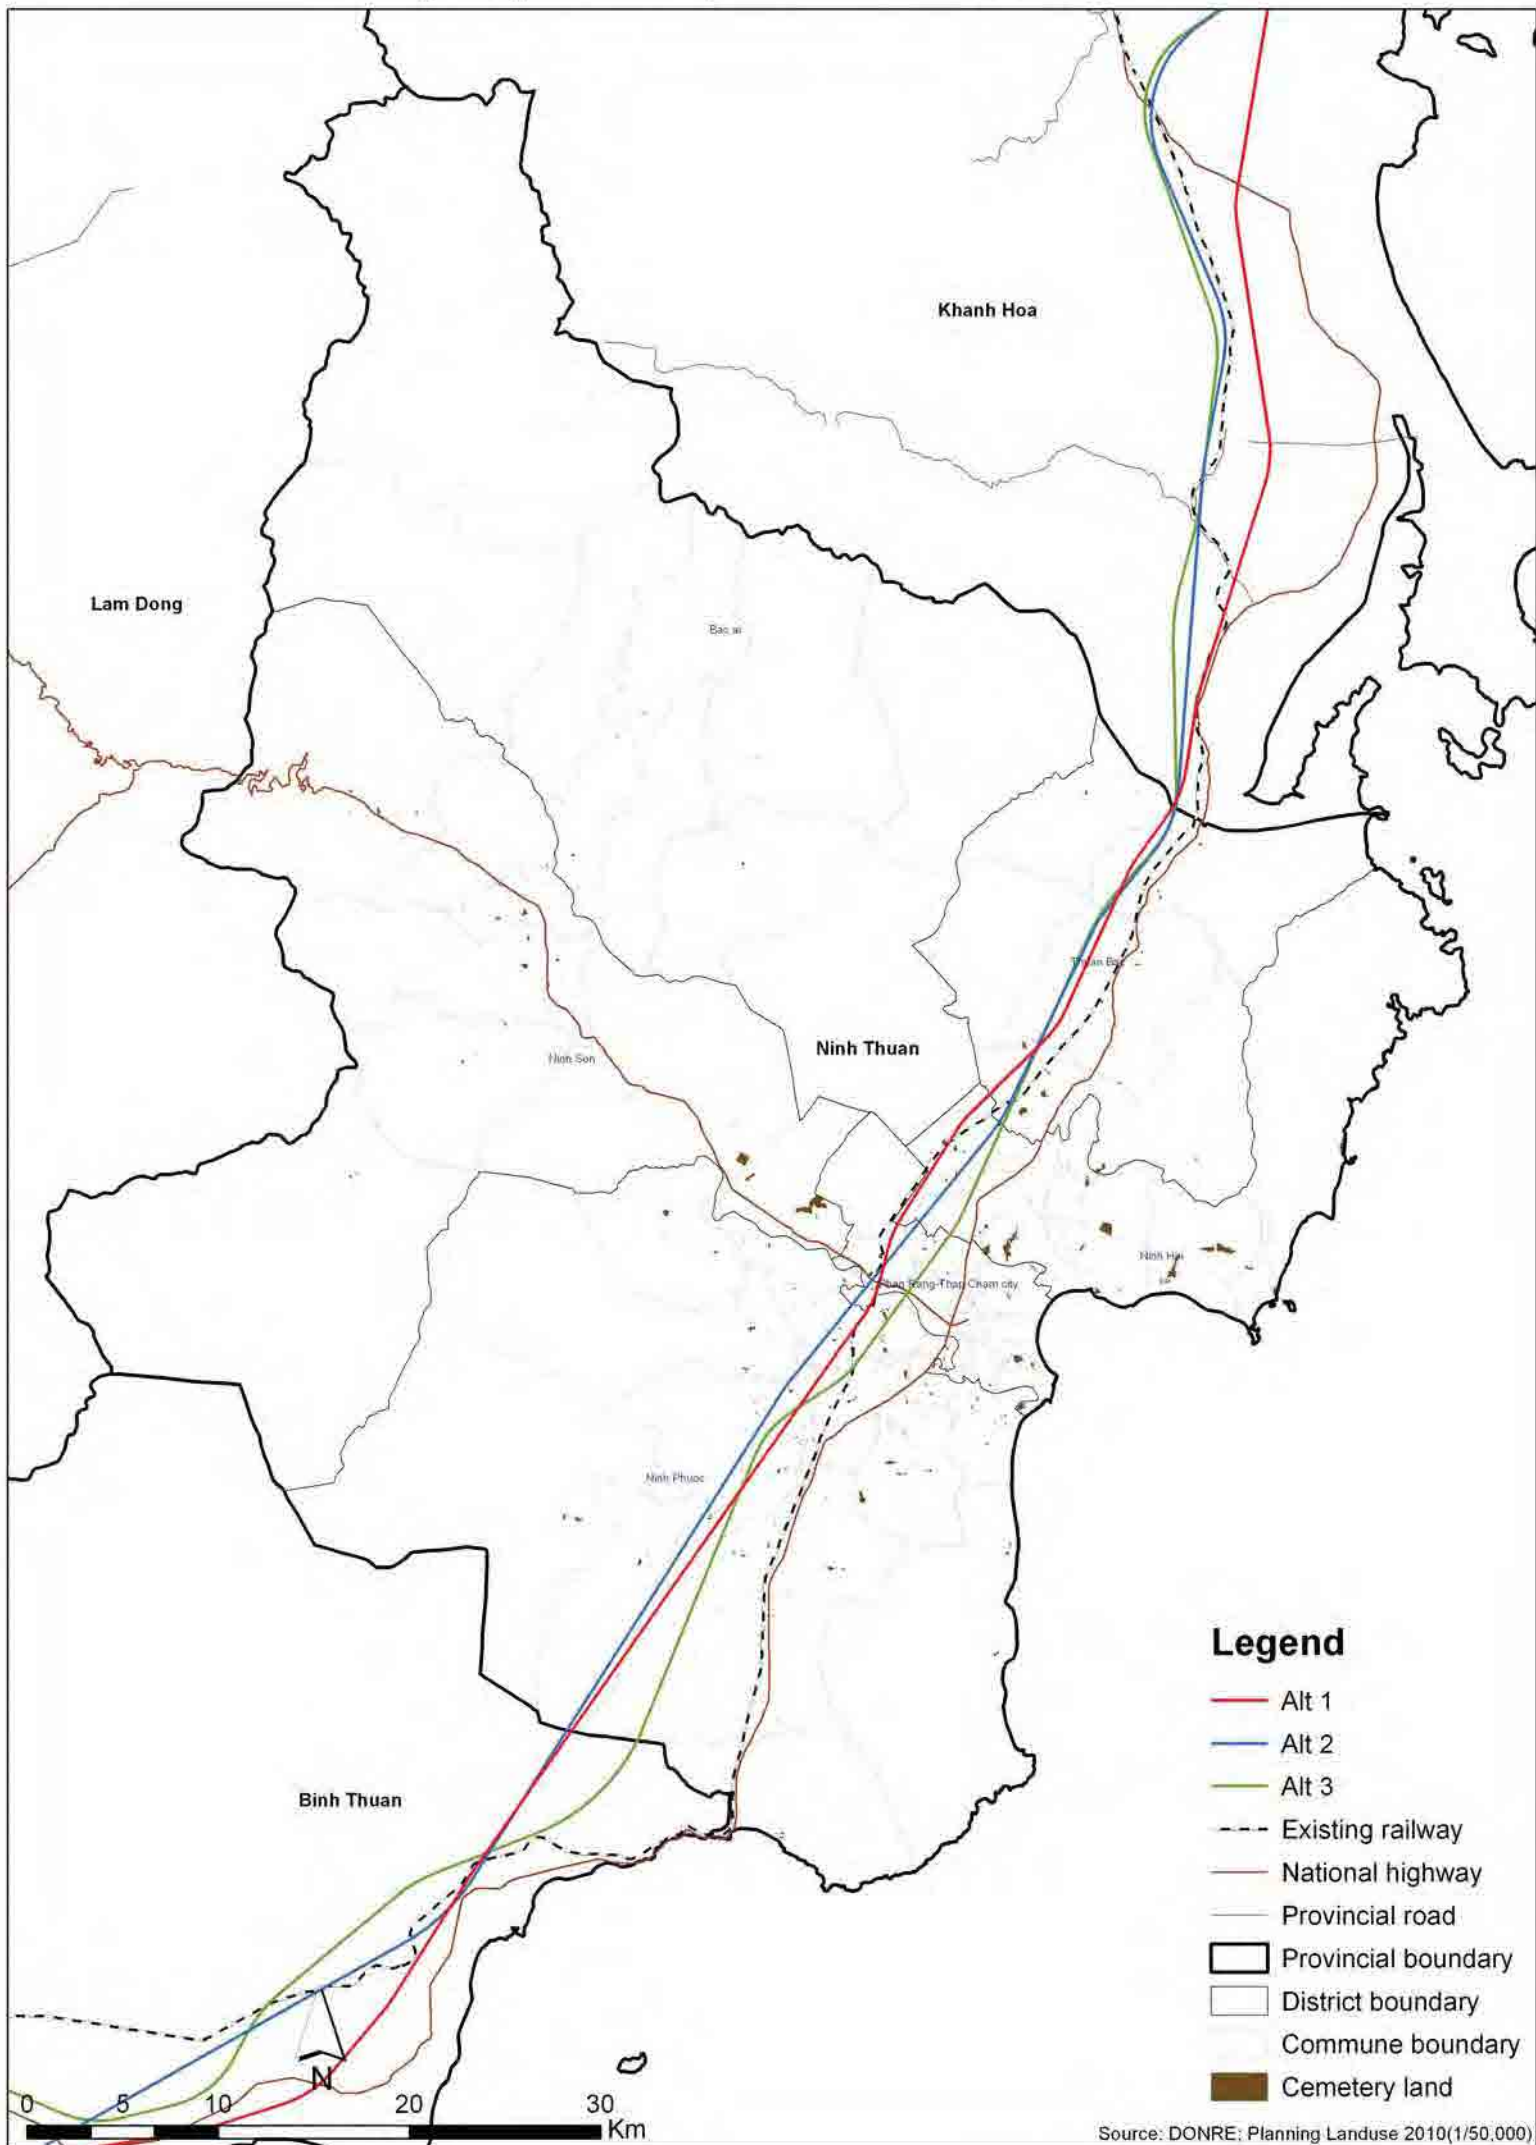 Khanh Hoa
Lam Dong
Bac ai
Thuan Bac
Ninh Thuan
Ninh Son
Ninh Hai
Phan Rang-Thap Cham city
Ninh Phuoc
Binh Thuan
Legend
Alt 1
Alt 2
Alt 3
Existing railway
National highway
Provincial road
Provincial boundary
District boundary
Commune boundary
Cemetery land
N
0 5 10 20 30
Km
Source: DONRE; Planning Landuse 2010(1/50,000)